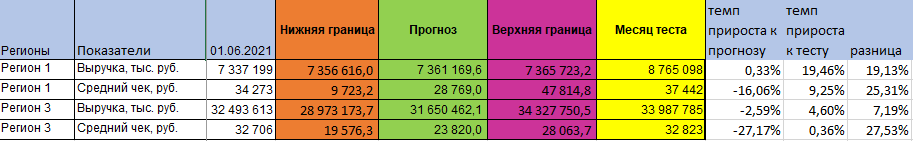 Регионы Показатели 01.06.2021 Нижняя граница Прогноз Верхняя граница Месяц теста темп прироста к прогнозу темп прироста к тесту разница
Регион 1 Выручка, тыс. руб. 7 337 199 7 356 616,0 7 361 169,6 7 365 723,2 8 765 098 0,33% 19,46% 19,13%
Регион 1 Средний чек, руб. 34 273 9 723,2 28 769,0 47 814,8 37 442 -16,06% 9,25% 25,31%
Регион 3 Выручка, тыс. руб. 32 493 613 28 973 173,7 31 650 462,1 34 327 750,5 33 987 785 -2,59% 4,60% 7,19%
Регион 3 Средний чек, руб. 32 706 19 576,3 23 820,0 28 063,7 32 823 -27,17% 0,36% 27,53%